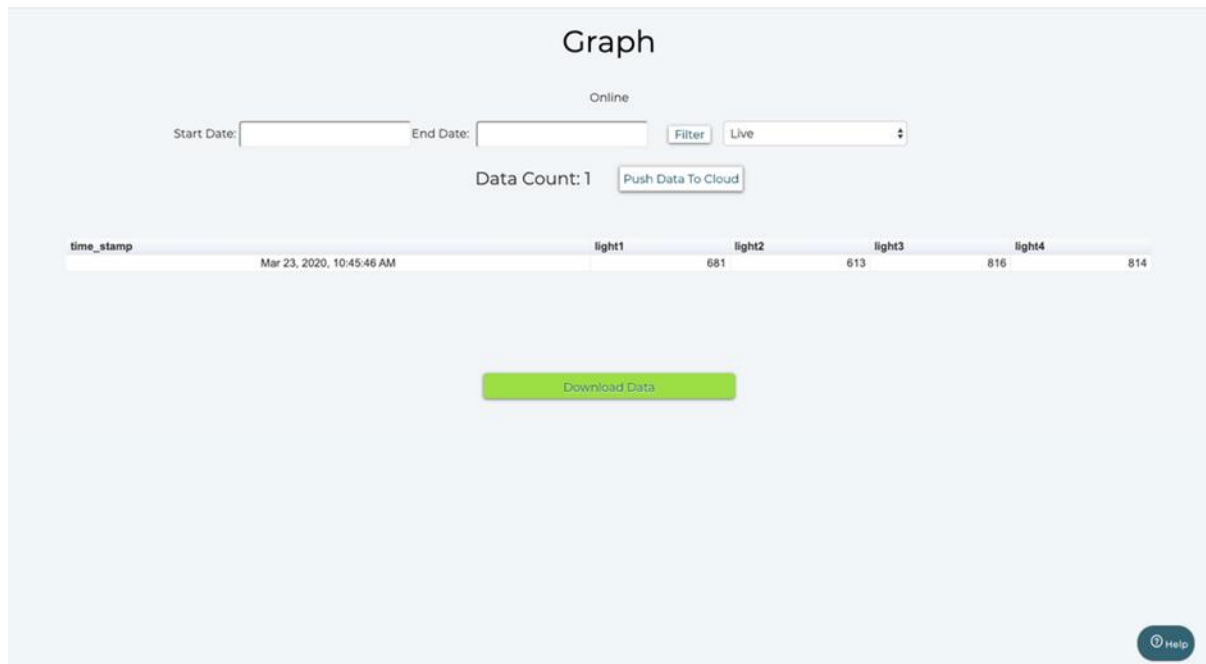 Graph
Online
Start Date: End Date: Filter Live
Data Count: 1 Push Data To Cloud
time_stamp light1 light2 light3 light4
Mar 23, 2020, 10:45:46 AM 681 613 816 814
Download Data
Help